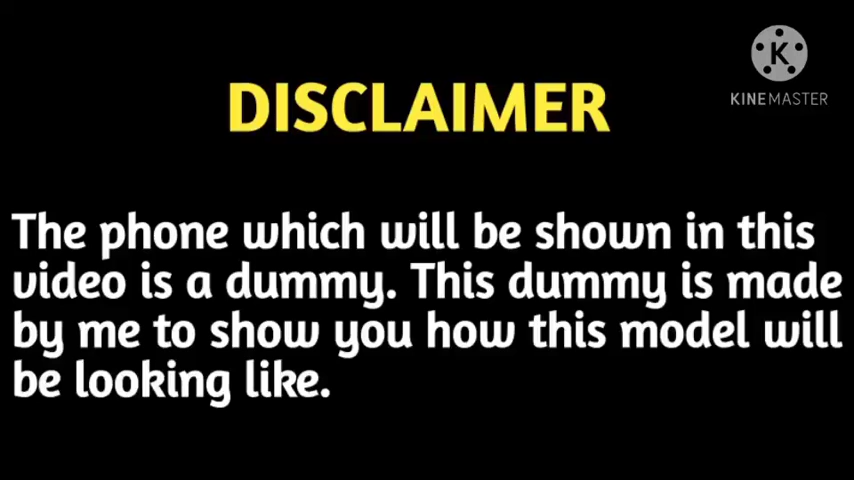 K
KINEMASTER
DISCLAIMER
The phone which will be shown in this
video is a dummy. This dummy is made
by me to show you how this model will
be looking like.